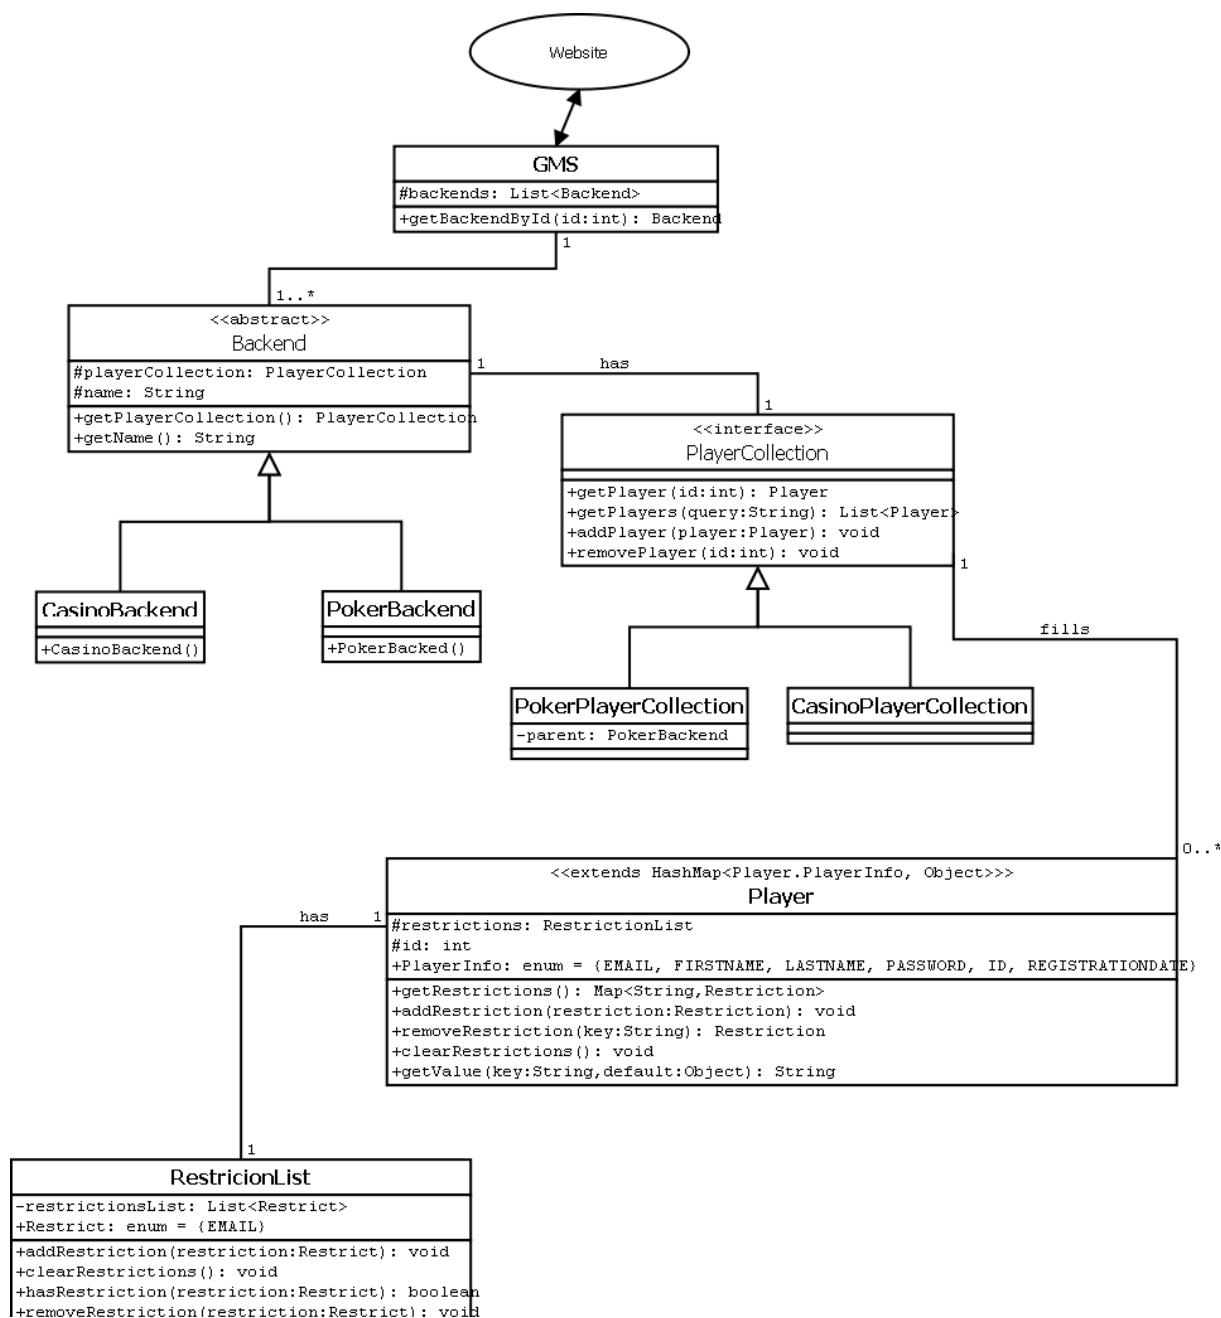 Website
GMS
#backends: List<Backend>
+getBackendById(id:int): Backend
1
1..*
<<abstract>>
Backend
#playerCollection: PlayerCollection
#name: String
+getPlayerCollection(): PlayerCollection
+getName(): String
1
has
1
<<interface>>
PlayerCollection
+getPlayer(id:int): Player
+getPlayers(query:String): List<Player>
+addPlayer(player:Player): void
+removePlayer(id:int): void
1
fills
0..*
CasinoBackend
+CasinoBackend()
PokerBackend
+PokerBacked()
PokerPlayerCollection
-parent: PokerBackend
CasinoPlayerCollection
<<extends HashMap<Player.PlayerInfo, Object>>>
Player
#restrictions: RestrictionList
#id: int
+PlayerInfo: enum = {EMAIL, FIRSTNAME, LASTNAME, PASSWORD, ID, REGISTRATIONDATE}
+getRestrictions(): Map<String,Restriction>
+addRestriction(restriction:Restriction): void
+removeRestriction(key:String): Restriction
+clearRestrictions(): void
+getValue(key:String,default:Object): String
has
1
1
RestricionList
-restrictionsList: List<Restrict>
+Restrict: enum = {EMAIL}
+addRestriction(restriction:Restrict): void
+clearRestrictions(): void
+hasRestriction(restriction:Restrict): boolean
+removeRestriction(restriction:Restrict): void